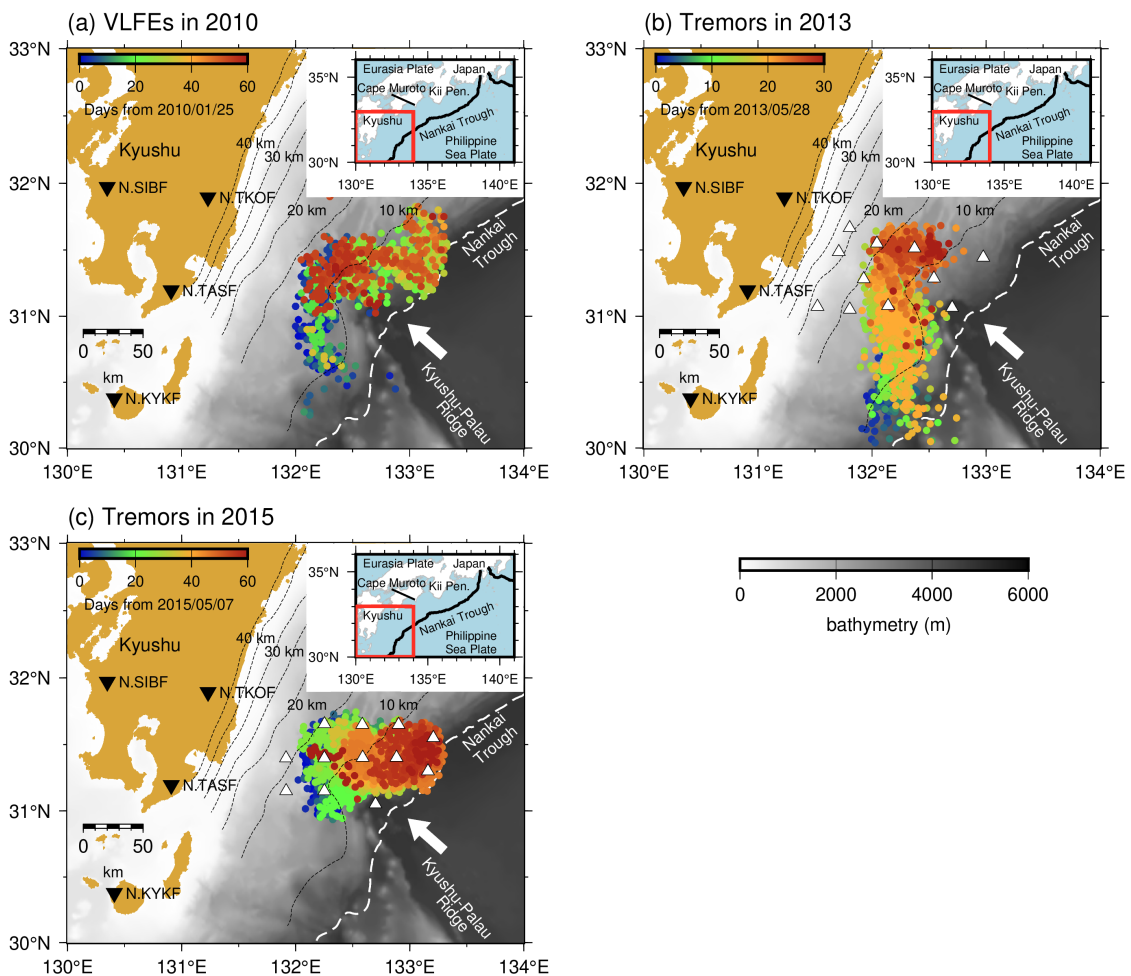 (a) VLFEs in 2010
33°N
32°N
31°N
30°N
130°E
131°E
132°E
133°E
134°E
0
20
40
60
Days from 2010/01/25
Kyushu
40 km
30 km
20 km
10 km
N.SIBF
N.TKOF
N.TASF
N.KYKF
0
50
km
Nankai
Trough
Kyushu-Palau
Ridge
Eurasia Plate
Japan
Cape Muroto
Kii Pen.
Kyushu
Nankai Trough
Philippine
Sea Plate
35°N
30°N
130°E
135°E
140°E
(b) Tremors in 2013
33°N
32°N
31°N
30°N
130°E
131°E
132°E
133°E
134°E
0
10
20
30
Days from 2013/05/28
Kyushu
40 km
30 km
20 km
10 km
N.SIBF
N.TKOF
N.TASF
N.KYKF
0
50
km
Nankai
Trough
Kyushu-Palau
Ridge
Eurasia Plate
Japan
Cape Muroto
Kii Pen.
Kyushu
Nankai Trough
Philippine
Sea Plate
35°N
30°N
130°E
135°E
140°E
(c) Tremors in 2015
33°N
32°N
31°N
30°N
130°E
131°E
132°E
133°E
134°E
0
20
40
60
Days from 2015/05/07
Kyushu
40 km
30 km
20 km
10 km
N.SIBF
N.TKOF
N.TASF
N.KYKF
0
50
km
Nankai
Trough
Kyushu-Palau
Ridge
Eurasia Plate
Japan
Cape Muroto
Kii Pen.
Kyushu
Nankai Trough
Philippine
Sea Plate
35°N
30°N
130°E
135°E
140°E
0
2000
4000
6000
bathymetry (m)